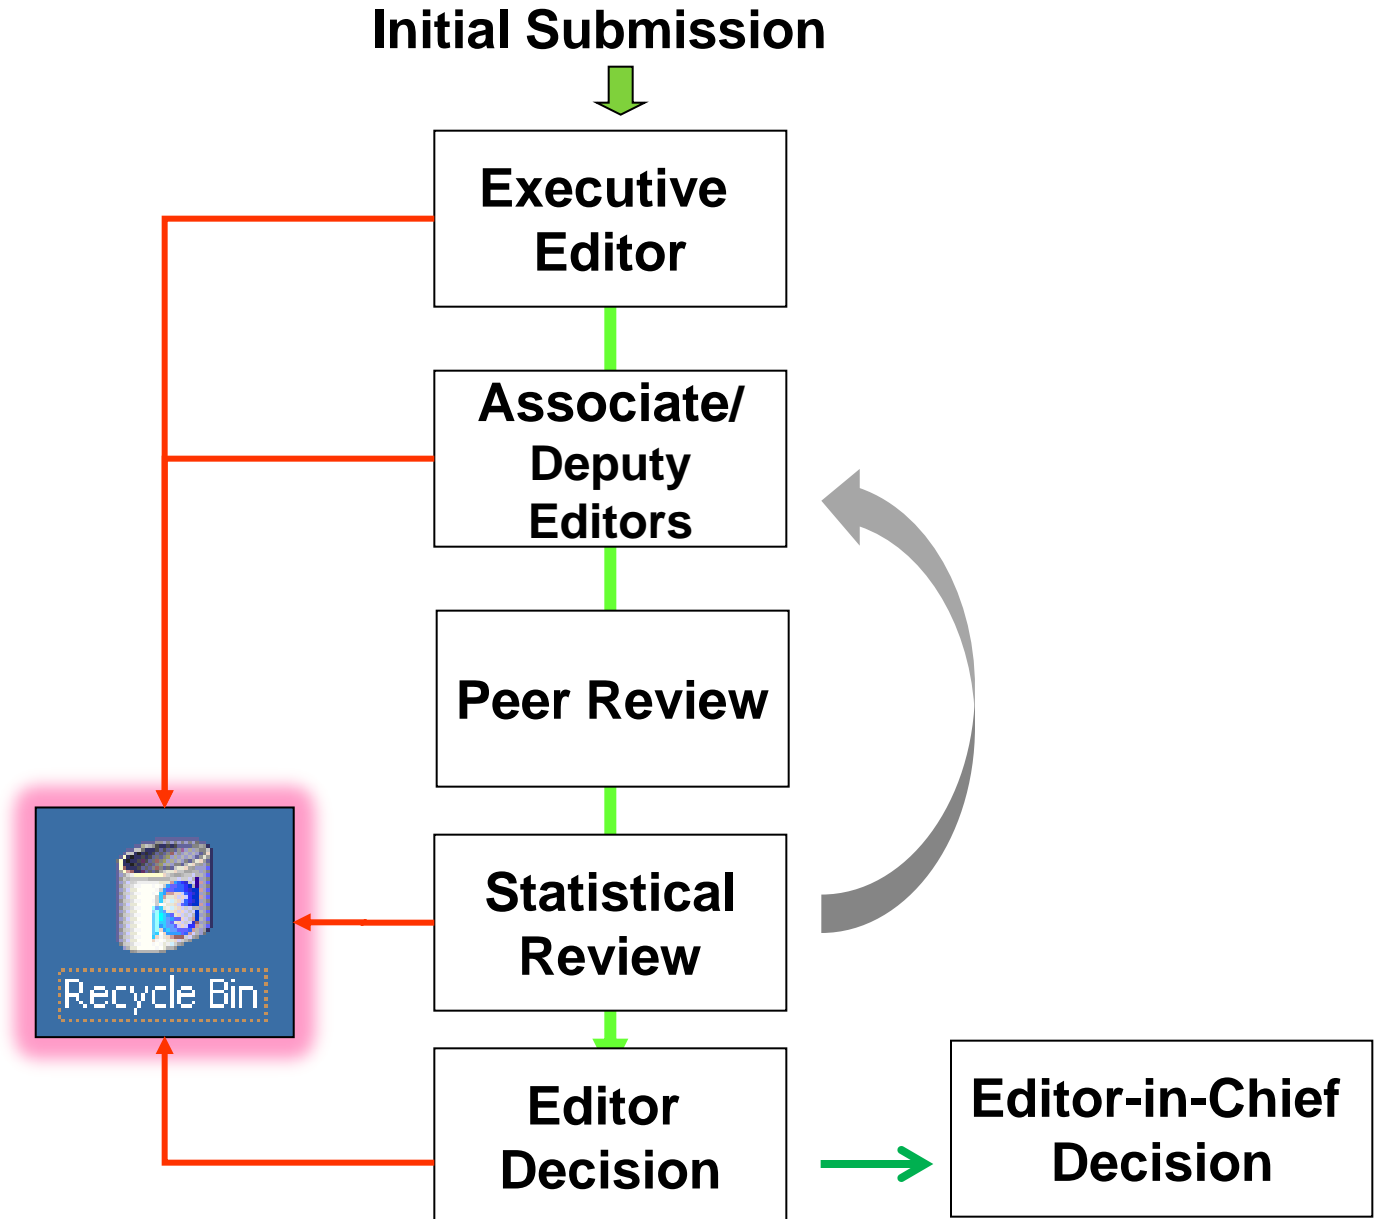 Initial Submission
Executive
Editor
Associate/
Deputy
Editors
Peer Review
Statistical
Review
Recycle Bin
Editor
Decision
Editor-in-Chief
Decision